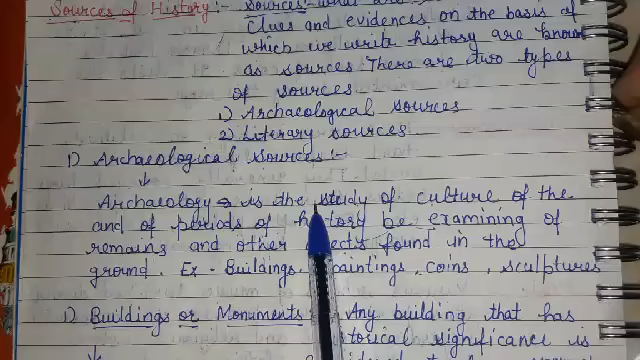 Sources of History :- Sources - what are
Clues and evidences on the basis of
which we write history are known
as sources There are two types
of sources
1) Archaeological sources
2) Literary sources
1) Archaeological Sources :-
Archaeology is the study of culture of the
and of periods of history be examining of
remains and other found in the
ground. Ex - Buildings, paintings, coins, sculptures
1) Buildings or Monuments : Any building that has
significance is